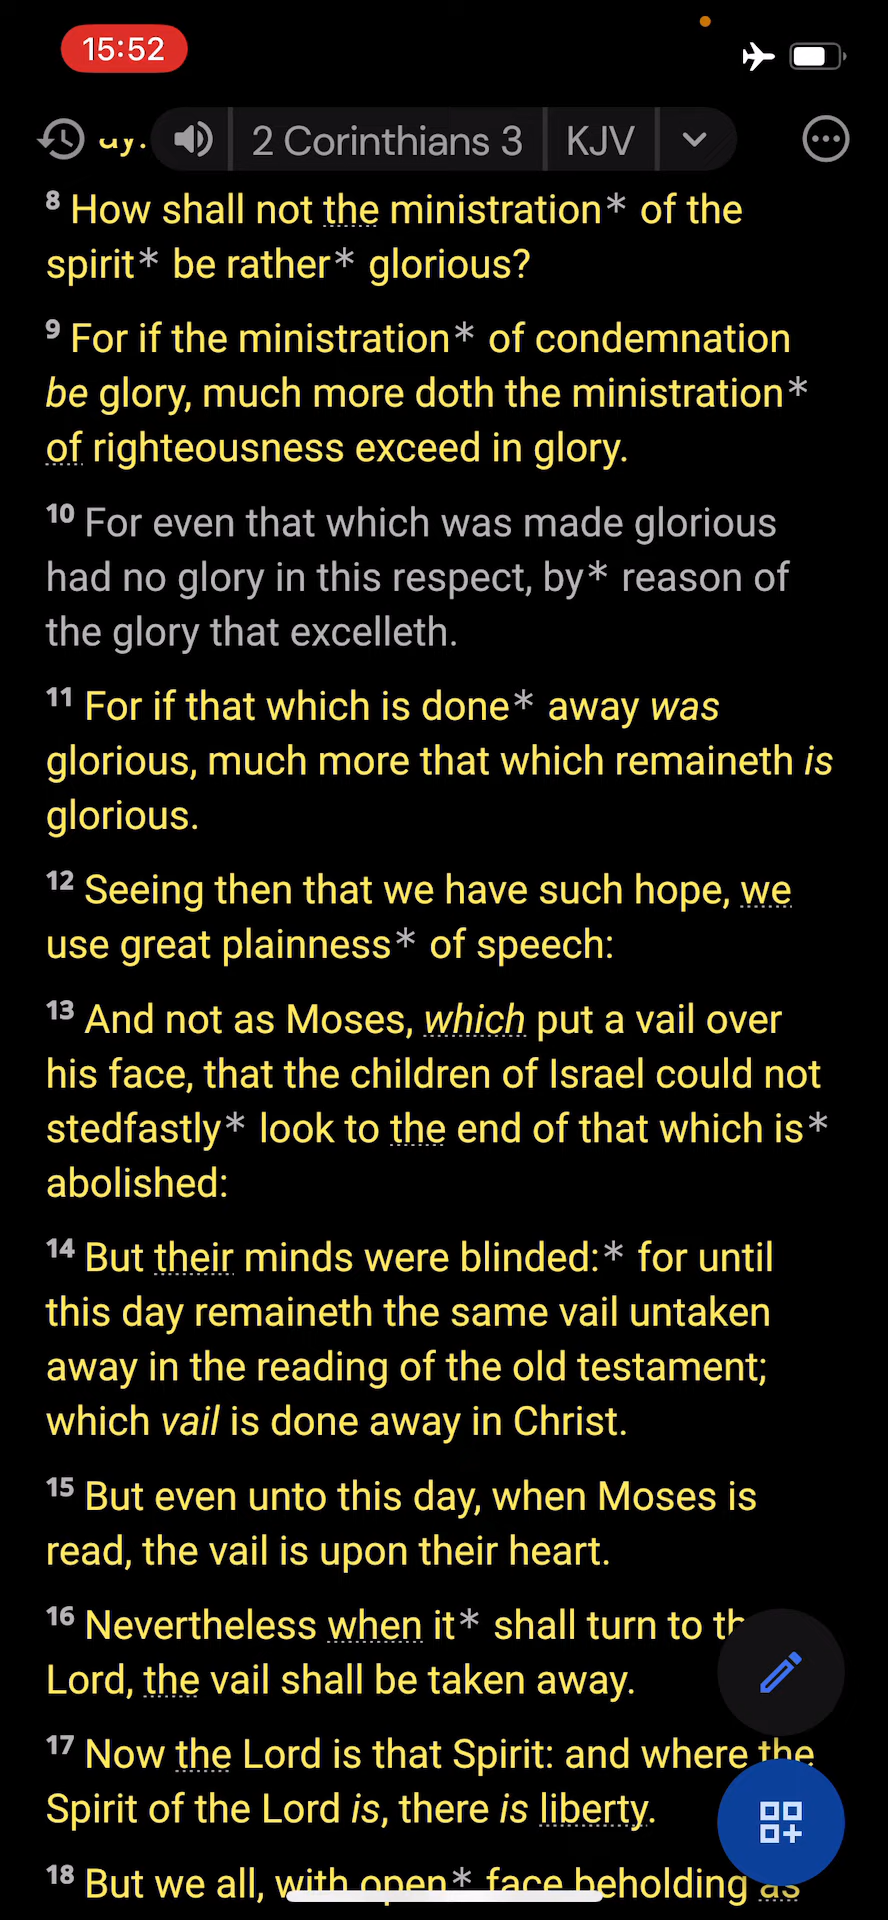 15:52
ay.
2 Corinthians 3 KJV
8 How shall not the ministration* of the
spirit* be rather* glorious?
9 For if the ministration* of condemnation
be glory, much more doth the ministration*
of righteousness exceed in glory.
10 For even that which was made glorious
had no glory in this respect, by* reason of
the glory that excelleth.
11 For if that which is done* away was
glorious, much more that which remaineth is
glorious.
12 Seeing then that we have such hope, we
use great plainness* of speech:
13 And not as Moses, which put a vail over
his face, that the children of Israel could not
stedfastly* look to the end of that which is*
abolished:
14 But their minds were blinded:* for until
this day remaineth the same vail untaken
away in the reading of the old testament;
which vail is done away in Christ.
15 But even unto this day, when Moses is
read, the vail is upon their heart.
16 Nevertheless when it* shall turn to th
Lord, the vail shall be taken away.
17 Now the Lord is that Spirit: and where the
Spirit of the Lord is, there is liberty.
18 But we all, with open* face beholding as